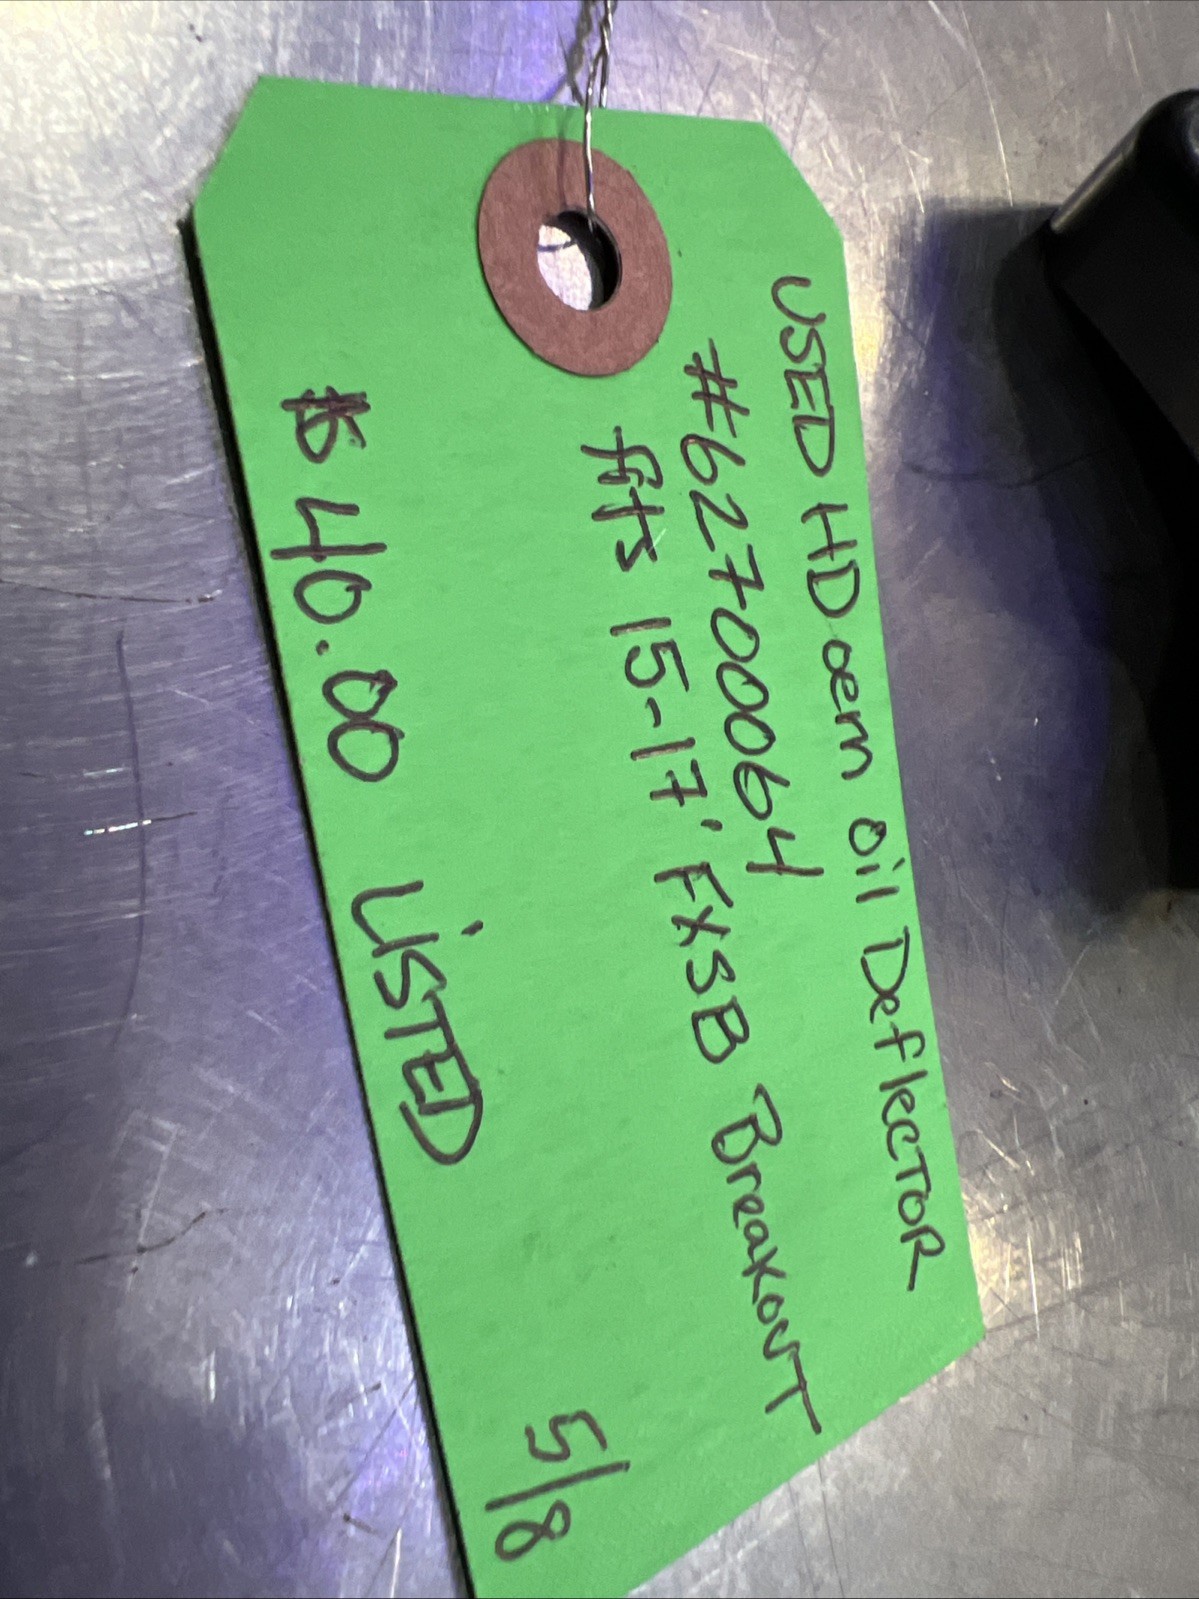 USED HD oem oil DeflecTOR
#62700064
fits 15-17' FXSB BreakouT
$40.00 LiSTED
5/8